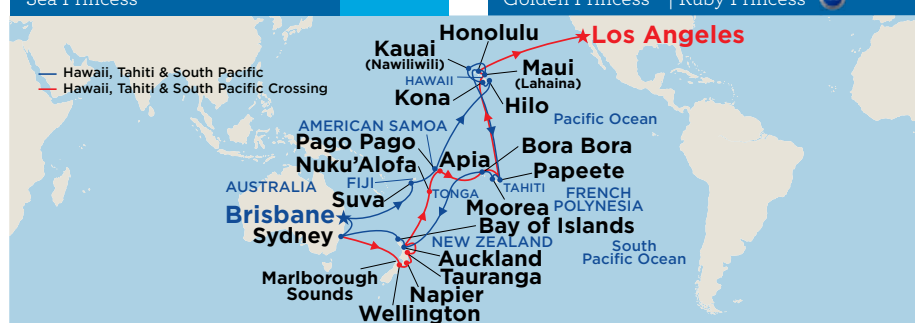 Sea Princess
Golden Princess | Ruby Princess
Honolulu
Los Angeles
Kauai
(Nawiliwili)
Hawaii, Tahiti & South Pacific
Hawaii, Tahiti & South Pacific Crossing
HAWAII
Maui
(Lahaina)
Kona
Hilo
Pacific Ocean
AMERICAN SAMOA
Pago Pago
Bora Bora
Nuku'Alofa
Apia
Papeete
AUSTRALIA
FIJI
TONGA
TAHITI
FRENCH
POLYNESIA
Suva
Moorea
Brisbane
Bay of Islands
Sydney
NEW ZEALAND
South
Pacific Ocean
Auckland
Marlborough
Sounds
Tauranga
Napier
Wellington